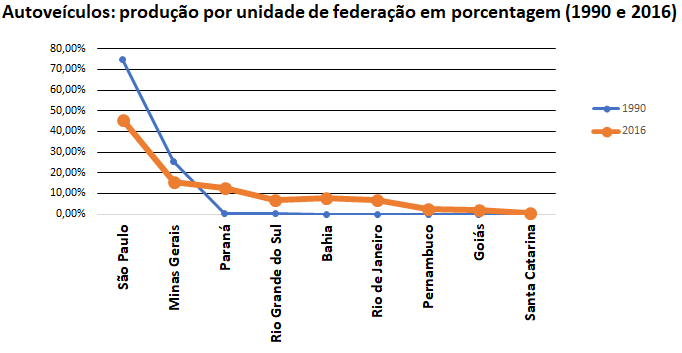 Autoveículos: produção por unidade de federação em porcentagem (1990 e 2016)
80,00%
70,00%
60,00%
50,00%
40,00%
30,00%
20,00%
10,00%
0,00%
1990
2016
São Paulo
Minas Gerais
Paraná
Rio Grande do Sul
Bahia
Rio de Janeiro
Pernambuco
Goiás
Santa Catarina